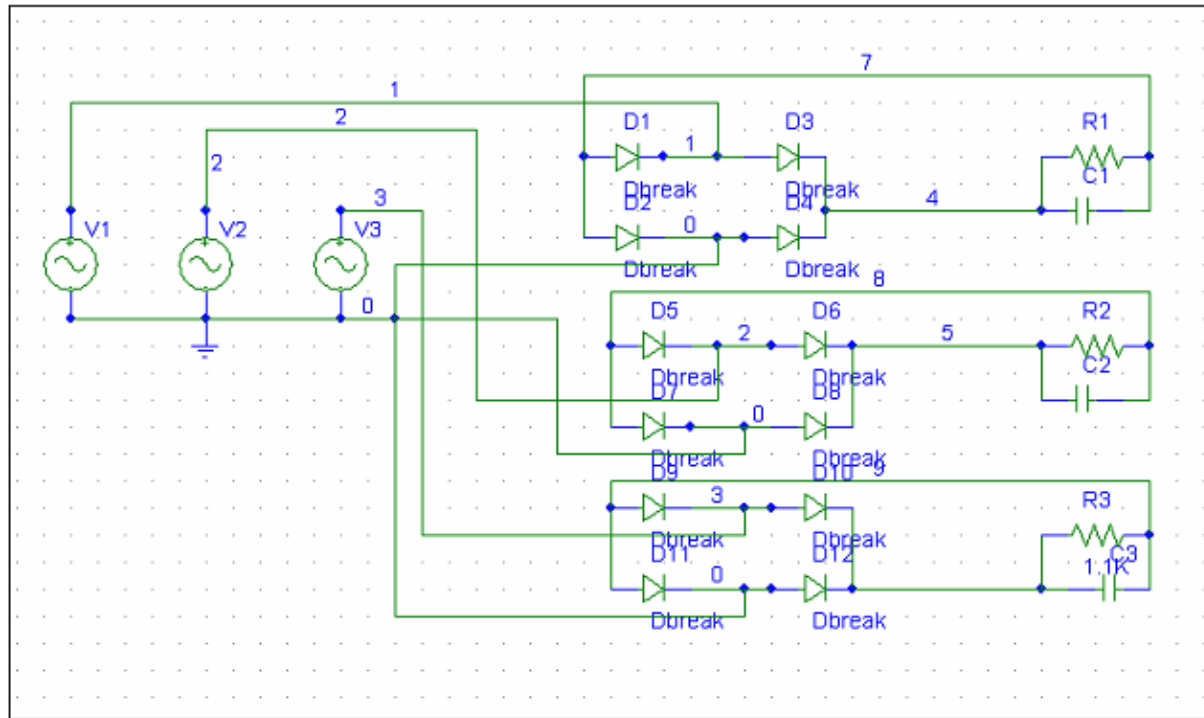 7
1
2
D1
D3
R1
1
2
C1
Dbreak
Dbreak
3
D2
D4
4
V1
V2
V3
0
Dbreak
Dbreak
8
0
D5
D6
R2
2
5
C2
Dbreak
Dbreak
D7
D8
0
Dbreak
Dbreak
D9
D10
9
3
R3
Dbreak
Dbreak
D11
D12
C3
1.1K
0
Dbreak
Dbreak